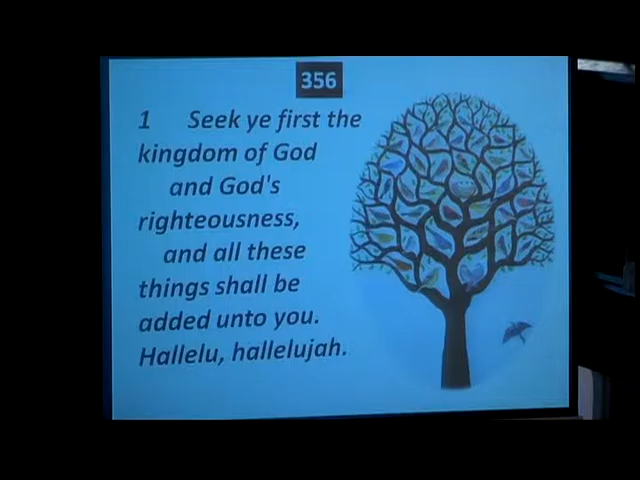 356
1 Seek ye first the
kingdom of God
and God's
righteousness,
and all these
things shall be
added unto you.
Hallelu, hallelujah.